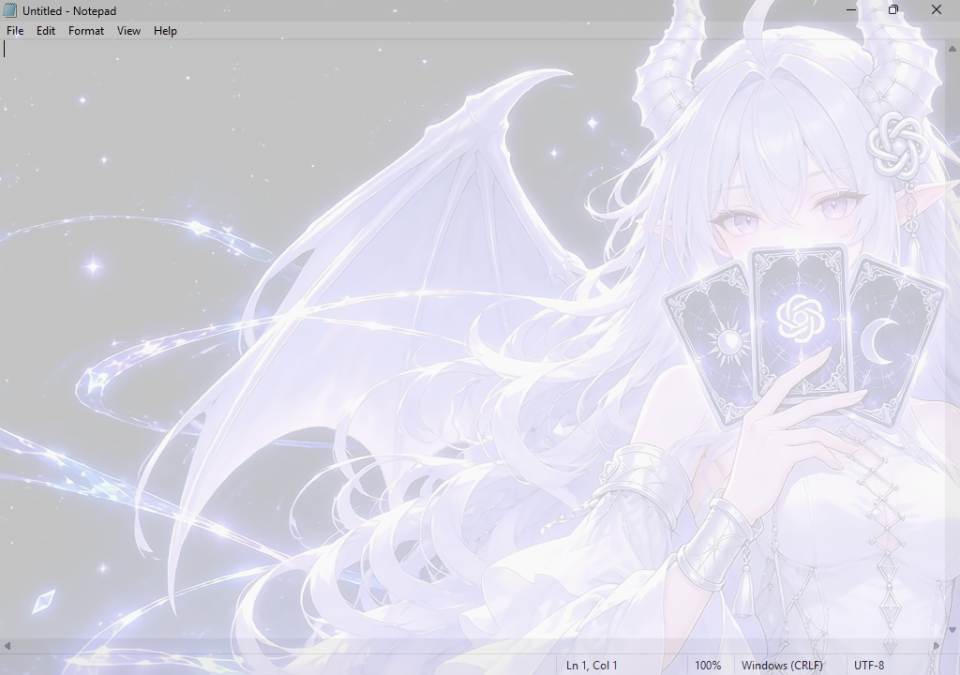 Untitled - Notepad
File Edit Format View Help
Ln 1, Col 1 100% Windows (CRLF) UTF-8